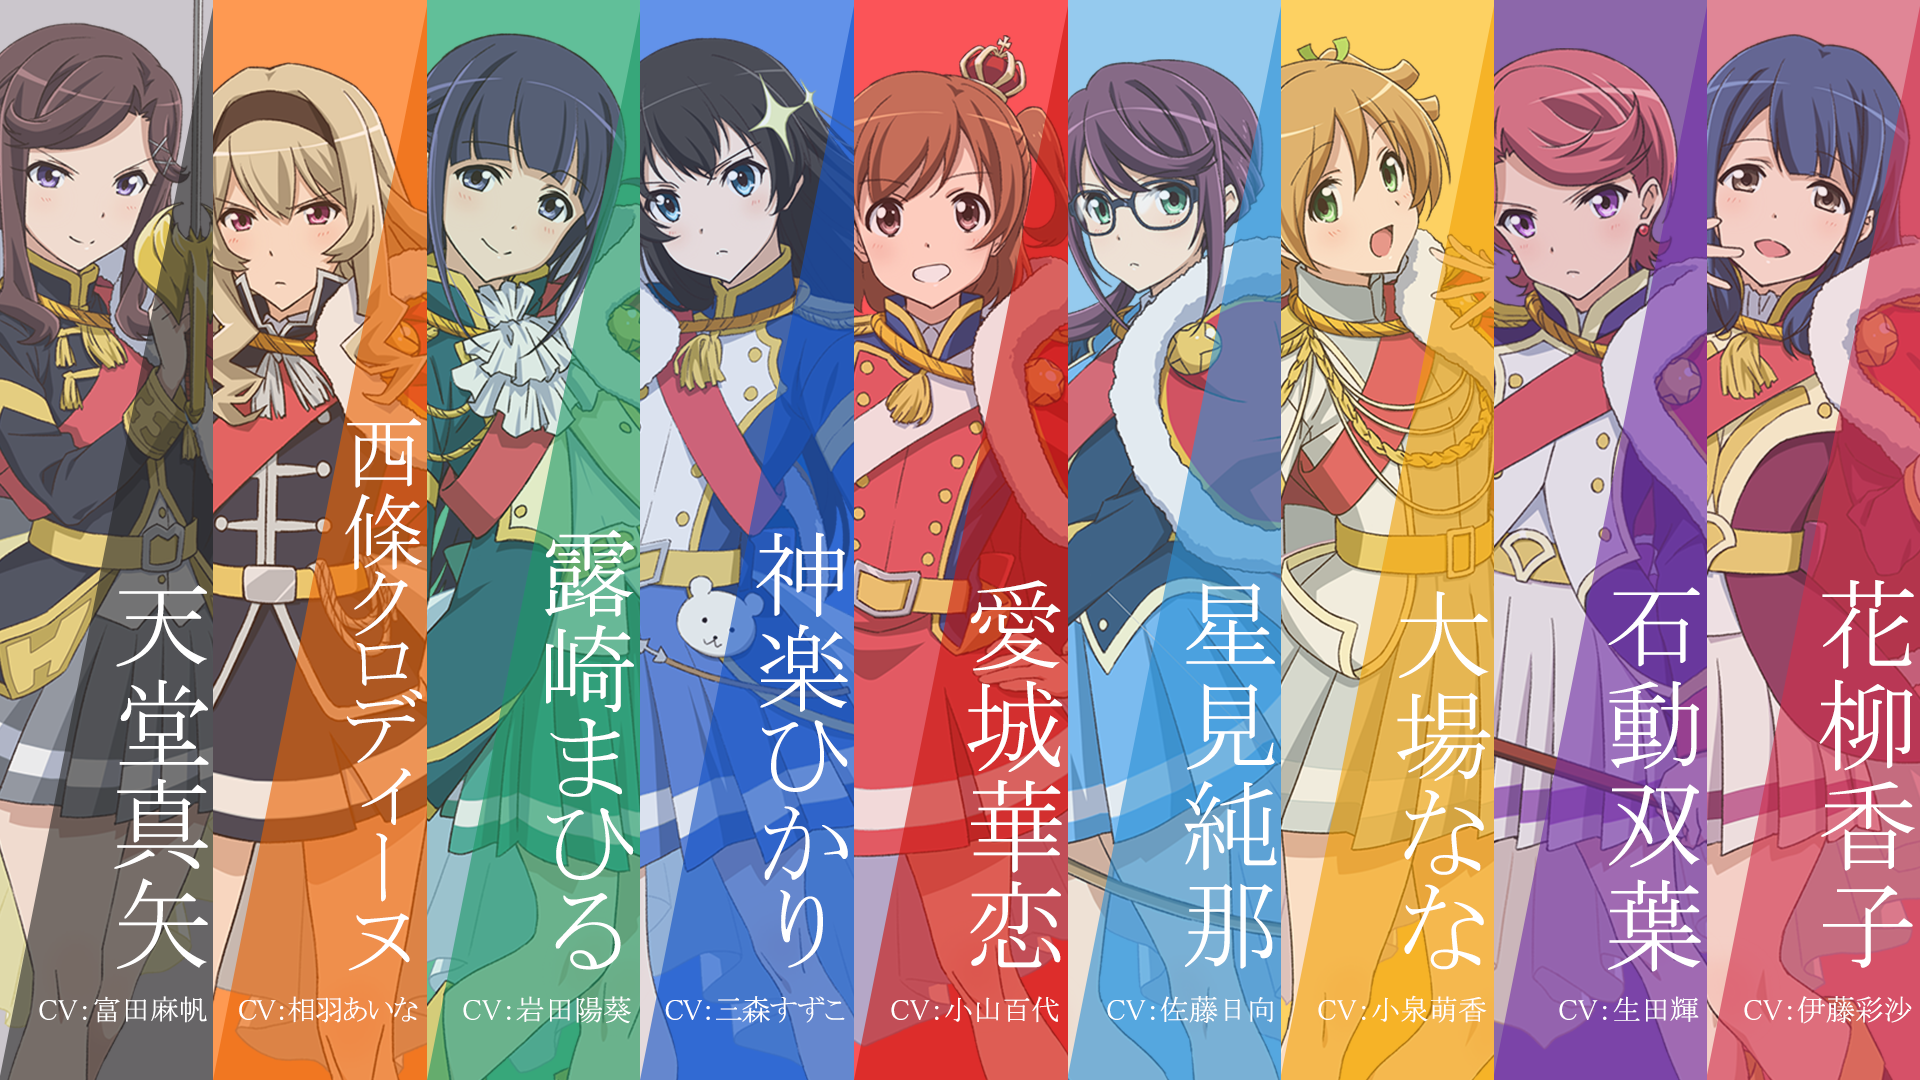 天堂真矢
CV:富田麻帆
西條クロディーヌ
CV:相羽あいな
露崎まひる
CV:岩田陽葵
神楽ひかり
CV:三森すずこ
愛城華恋
CV:小山百代
星見純那
CV:佐藤日向
大場なな
CV:小泉萌香
石動双葉
CV:生田輝
花柳香子
CV:伊藤彩沙